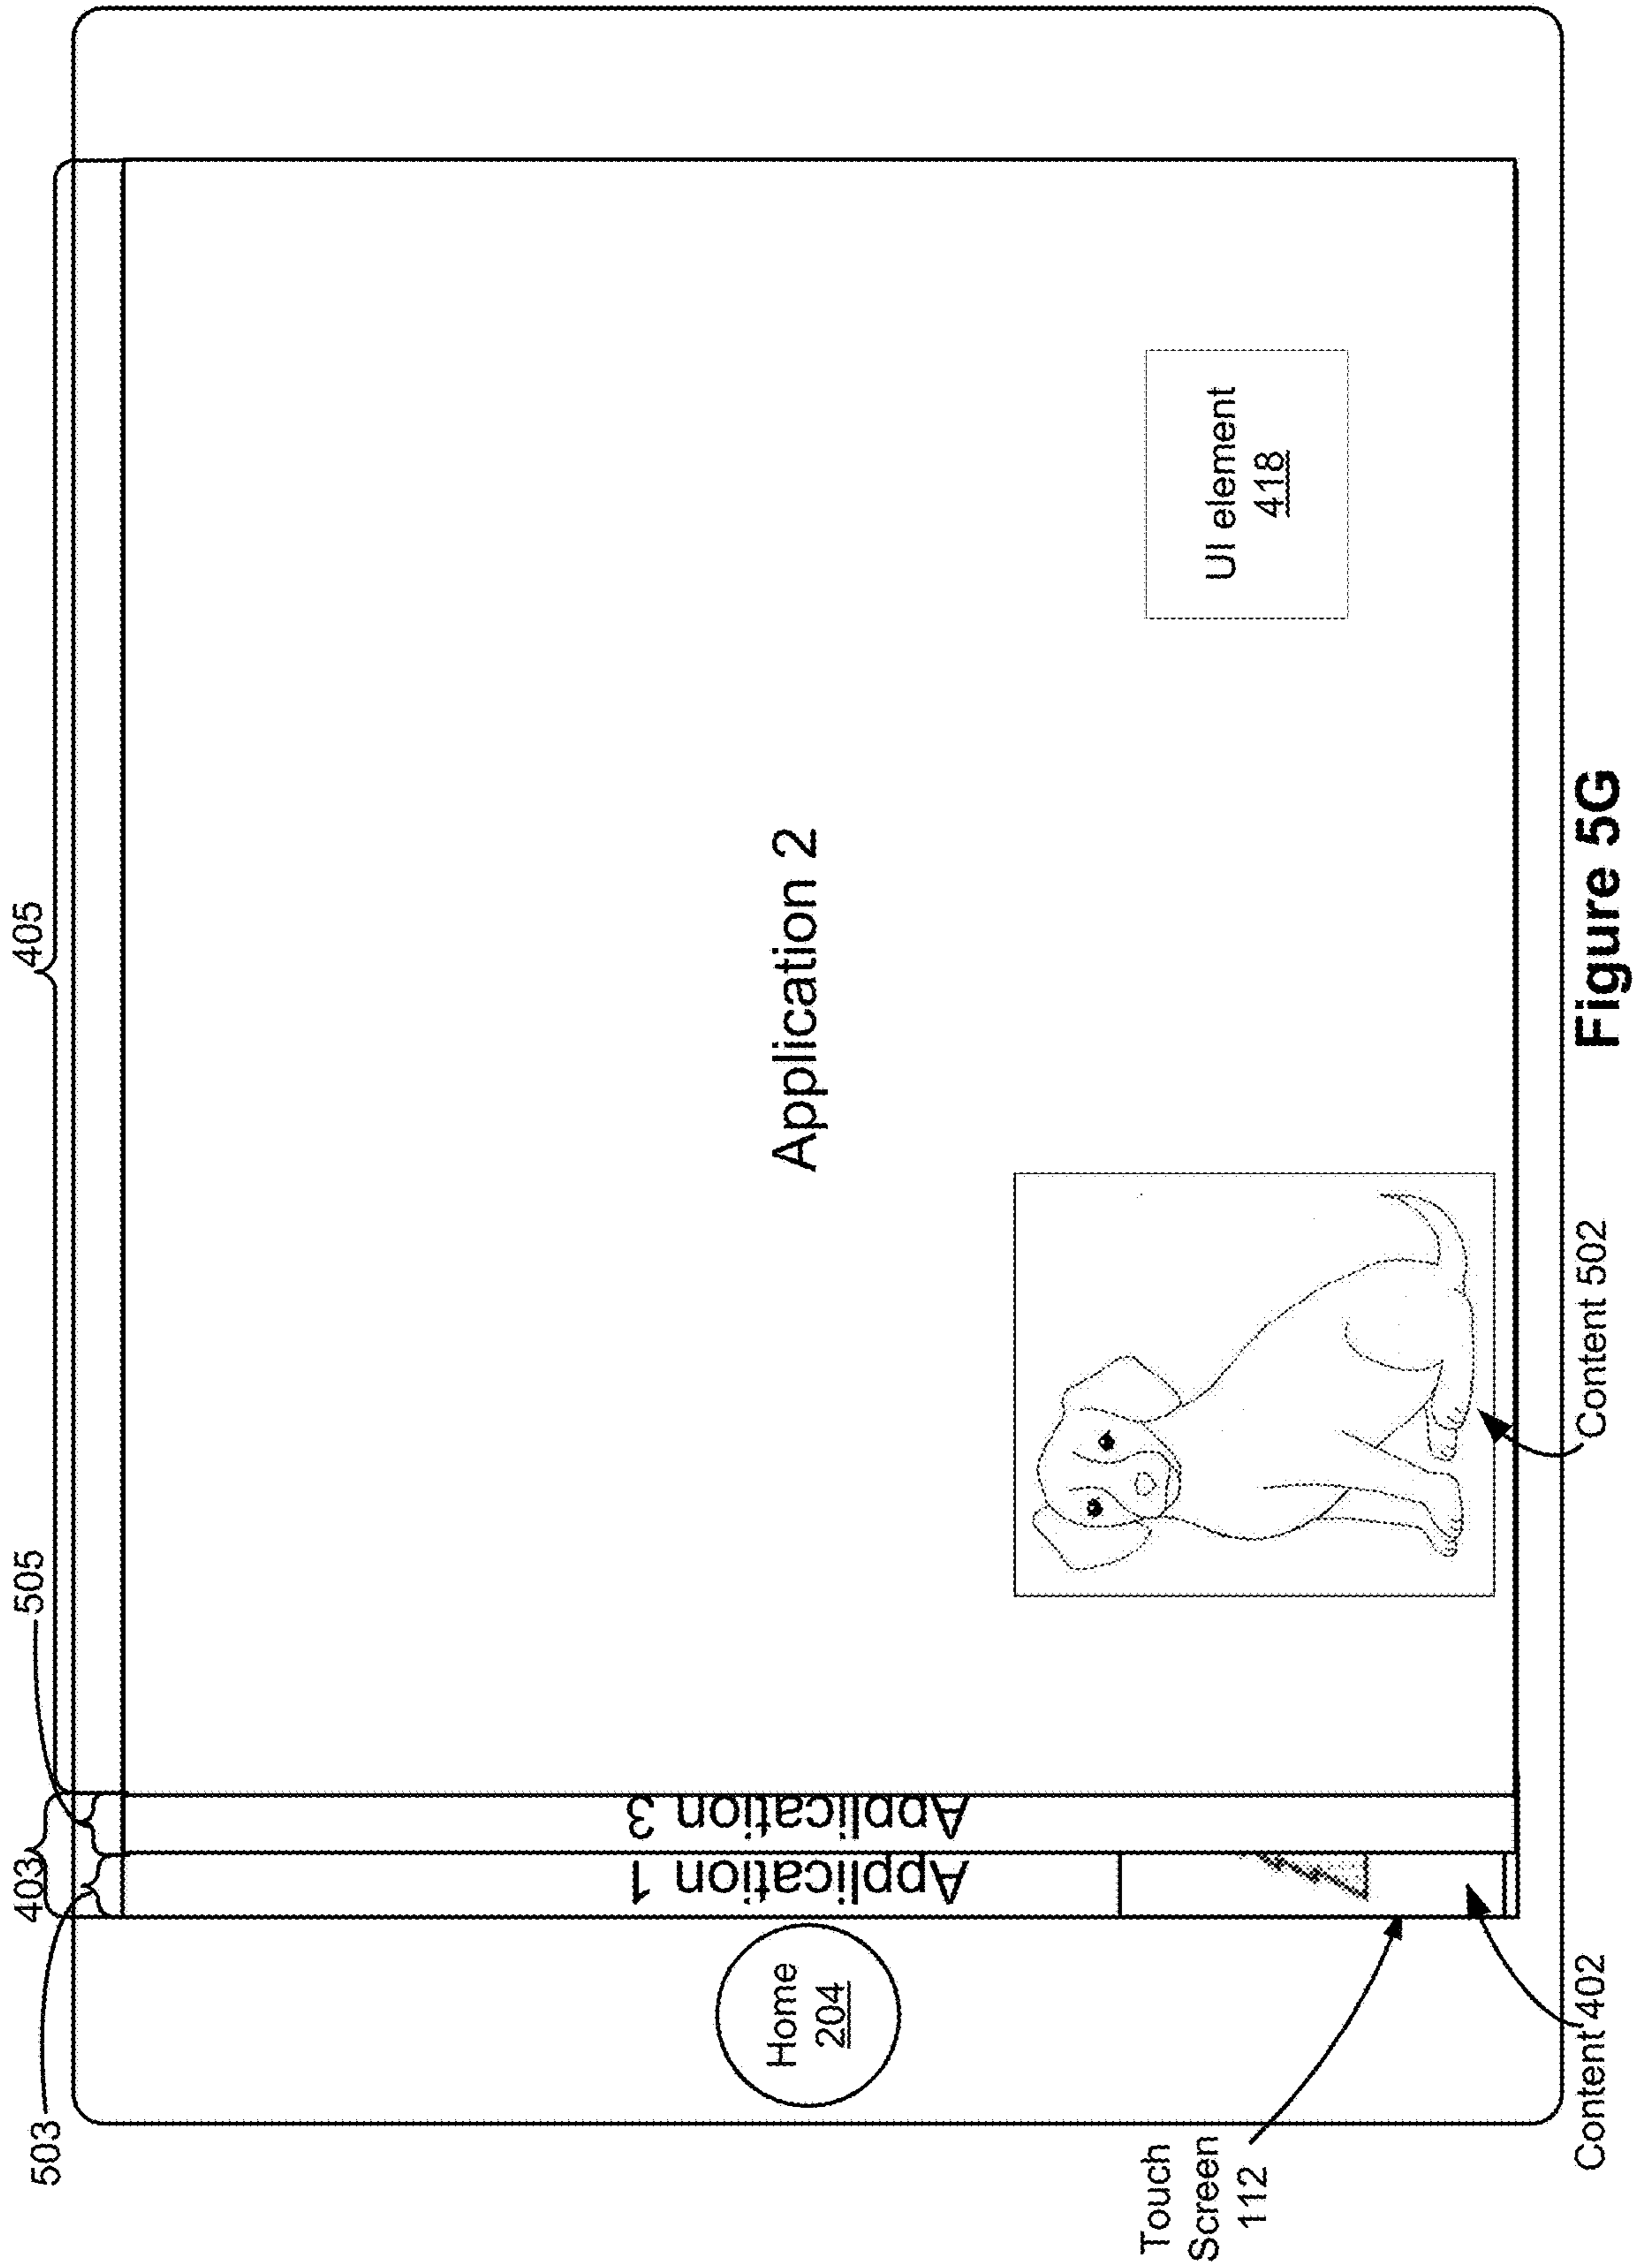 503
403
505
405
Application 1
Application 3
Application 2
Home
204
UI element
418
Touch
Screen
112
Content 402
Content 502
Figure 5G